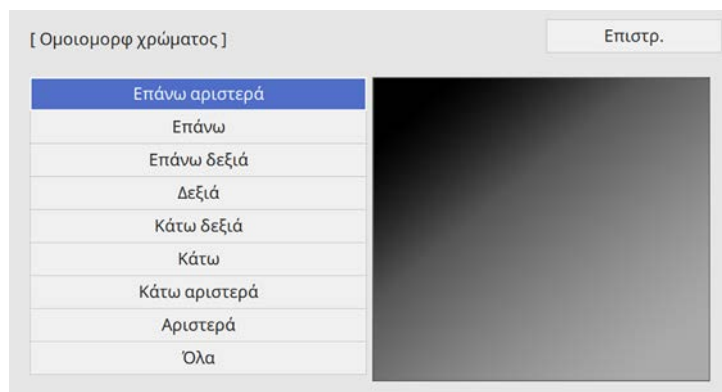 [ Ομοιομορφ χρώματος ]
Επιστρ.
Επάνω αριστερά
Επάνω
Επάνω δεξιά
Δεξιά
Κάτω δεξιά
Κάτω
Κάτω αριστερά
Αριστερά
Όλα